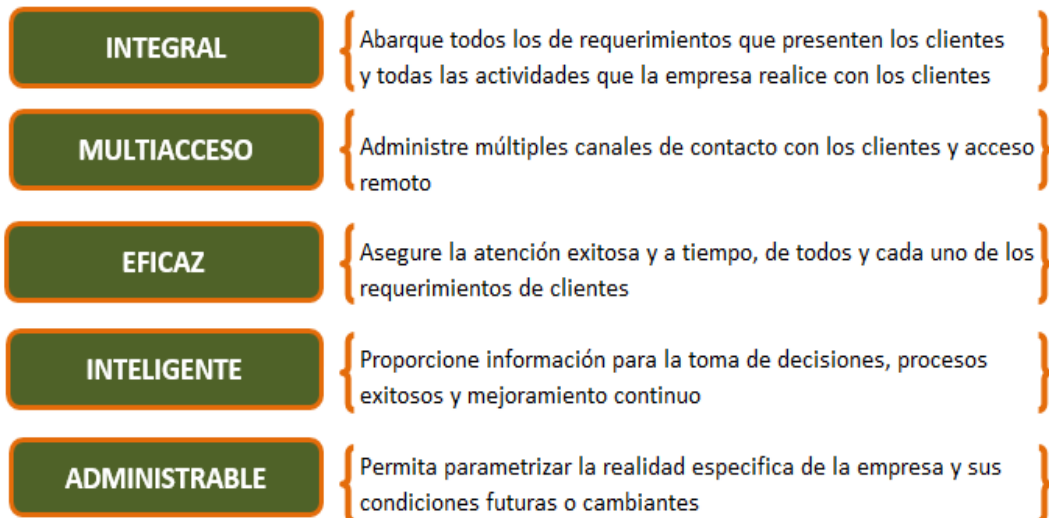 INTEGRAL
Abarque todos los de requerimientos que presenten los clientes
y todas las actividades que la empresa realice con los clientes
MULTIACCESO
Administre múltiples canales de contacto con los clientes y acceso
remoto
EFICAZ
Asegure la atención exitosa y a tiempo, de todos y cada uno de los
requerimientos de clientes
INTELIGENTE
Proporcione información para la toma de decisiones, procesos
exitosos y mejoramiento continuo
ADMINISTRABLE
Permita parametrizar la realidad especifica de la empresa y sus
condiciones futuras o cambiantes